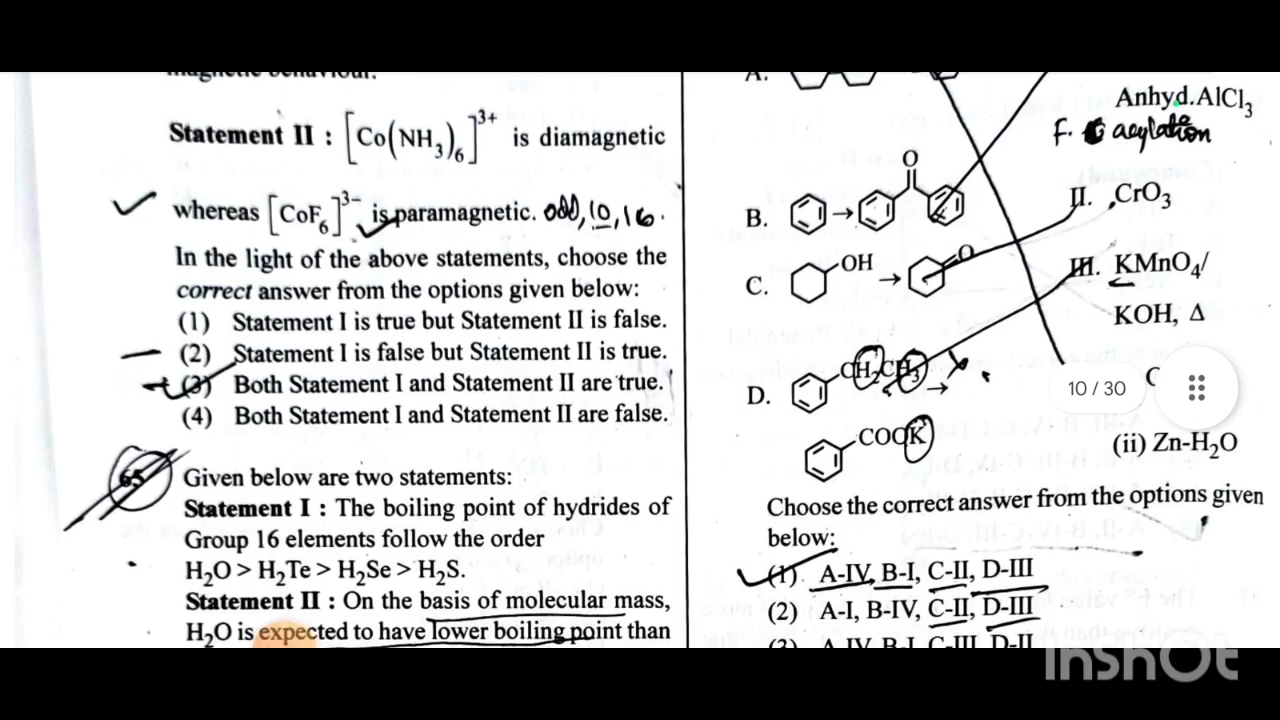 magnetic behaviour.
Statement II : [Co(NH3)6]3+ is diamagnetic
whereas [CoF6]3- is paramagnetic. odd, 10, 16.
In the light of the above statements, choose the
correct answer from the options given below:
(1) Statement I is true but Statement II is false.
(2) Statement I is false but Statement II is true.
(3) Both Statement I and Statement II are true.
(4) Both Statement I and Statement II are false.
65 Given below are two statements:
Statement I : The boiling point of hydrides of
Group 16 elements follow the order
H2O > H2Te > H2Se > H2S.
Statement II : On the basis of molecular mass,
H2O is expected to have lower boiling point than
A.
Anhyd.AlCl3
F. acylation
B. O
II. CrO3
C. OH → O
III. KMnO4/
KOH, Δ
D. CH2CH3 →
10 / 30
COOK
(ii) Zn-H2O
Choose the correct answer from the options given
below:
(1) A-IV, B-I, C-II, D-III
(2) A-I, B-IV, C-II, D-III
(3) A-IV, B-I, C-III, D-II
InShOt